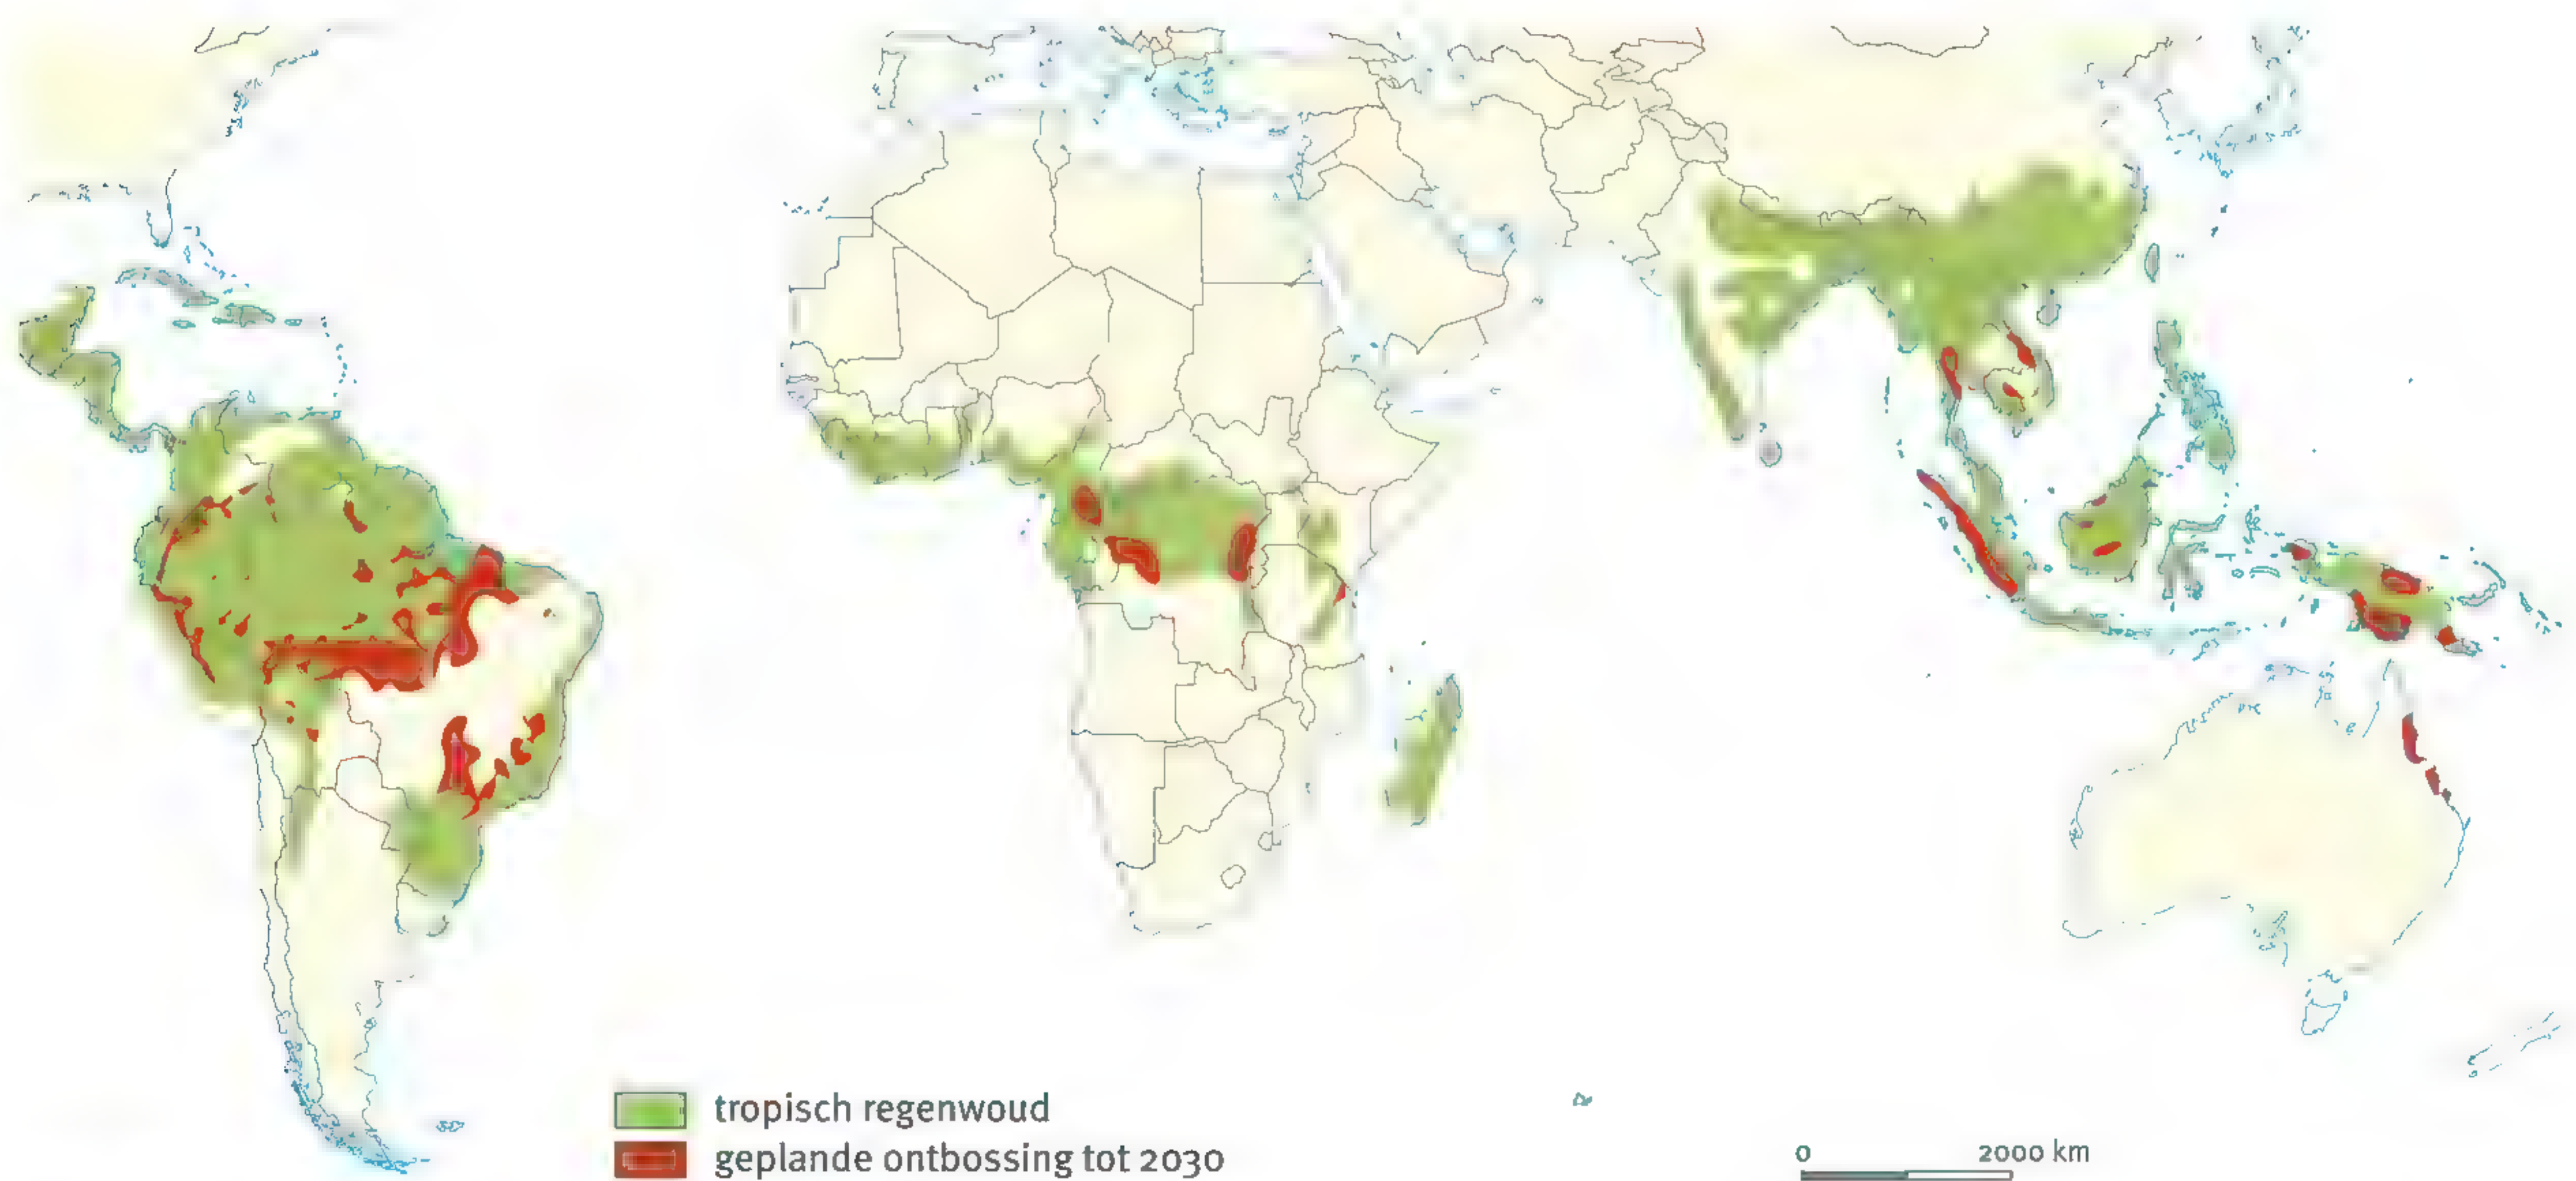 tropisch regenwoud
geplande ontbossing tot 2030
0 2000 km